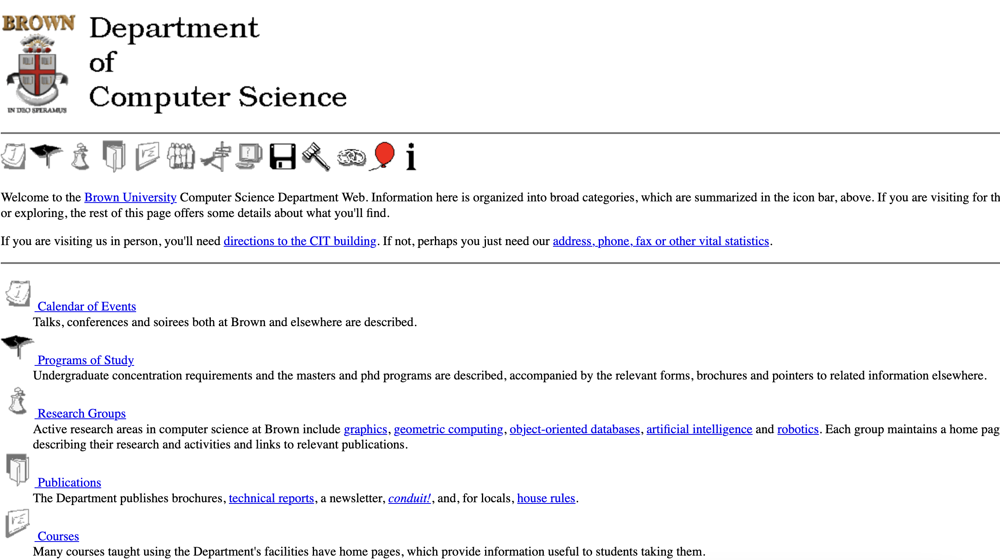 BROWN
Department
of
Computer Science
IN DEO SPERAMUS
Welcome to the Brown University Computer Science Department Web. Information here is organized into broad categories, which are summarized in the icon bar, above. If you are visiting for th
or exploring, the rest of this page offers some details about what you'll find.
If you are visiting us in person, you'll need directions to the CIT building. If not, perhaps you just need our address, phone, fax or other vital statistics.
Calendar of Events
Talks, conferences and soirees both at Brown and elsewhere are described.
Programs of Study
Undergraduate concentration requirements and the masters and phd programs are described, accompanied by the relevant forms, brochures and pointers to related information elsewhere.
Research Groups
Active research areas in computer science at Brown include graphics, geometric computing, object-oriented databases, artificial intelligence and robotics. Each group maintains a home pag
describing their research and activities and links to relevant publications.
Publications
The Department publishes brochures, technical reports, a newsletter, conduit!, and, for locals, house rules.
Courses
Many courses taught using the Department's facilities have home pages, which provide information useful to students taking them.